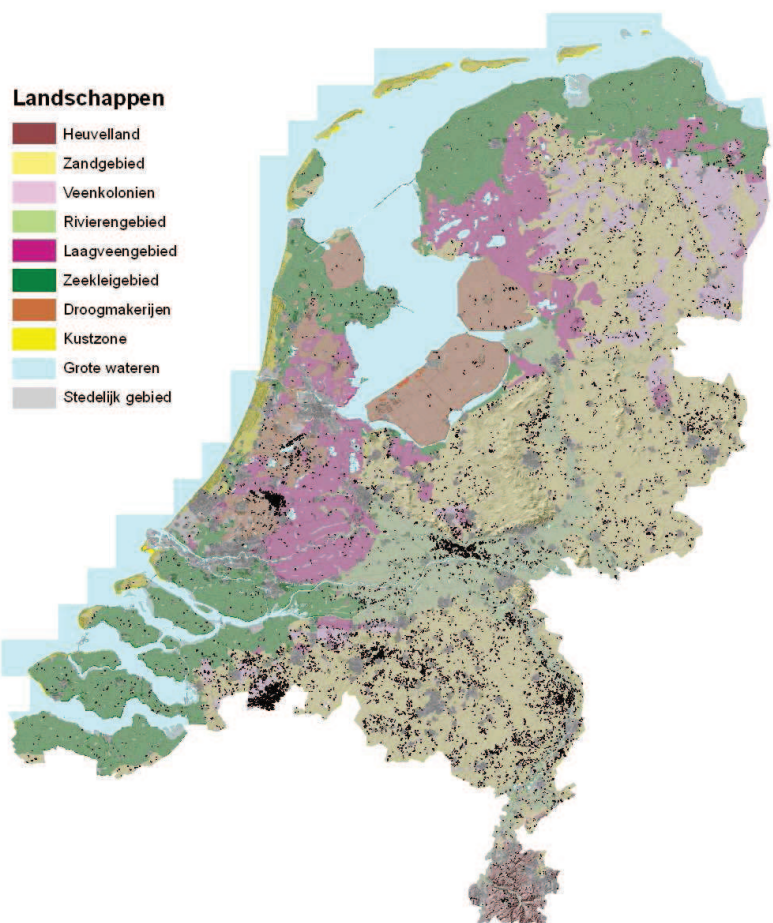 Landschappen
Heuvelland
Zandgebied
Veenkolonien
Rivierengebied
Laagveengebied
Zeekleigebied
Droogmakerijen
Kustzone
Grote wateren
Stedelijk gebied